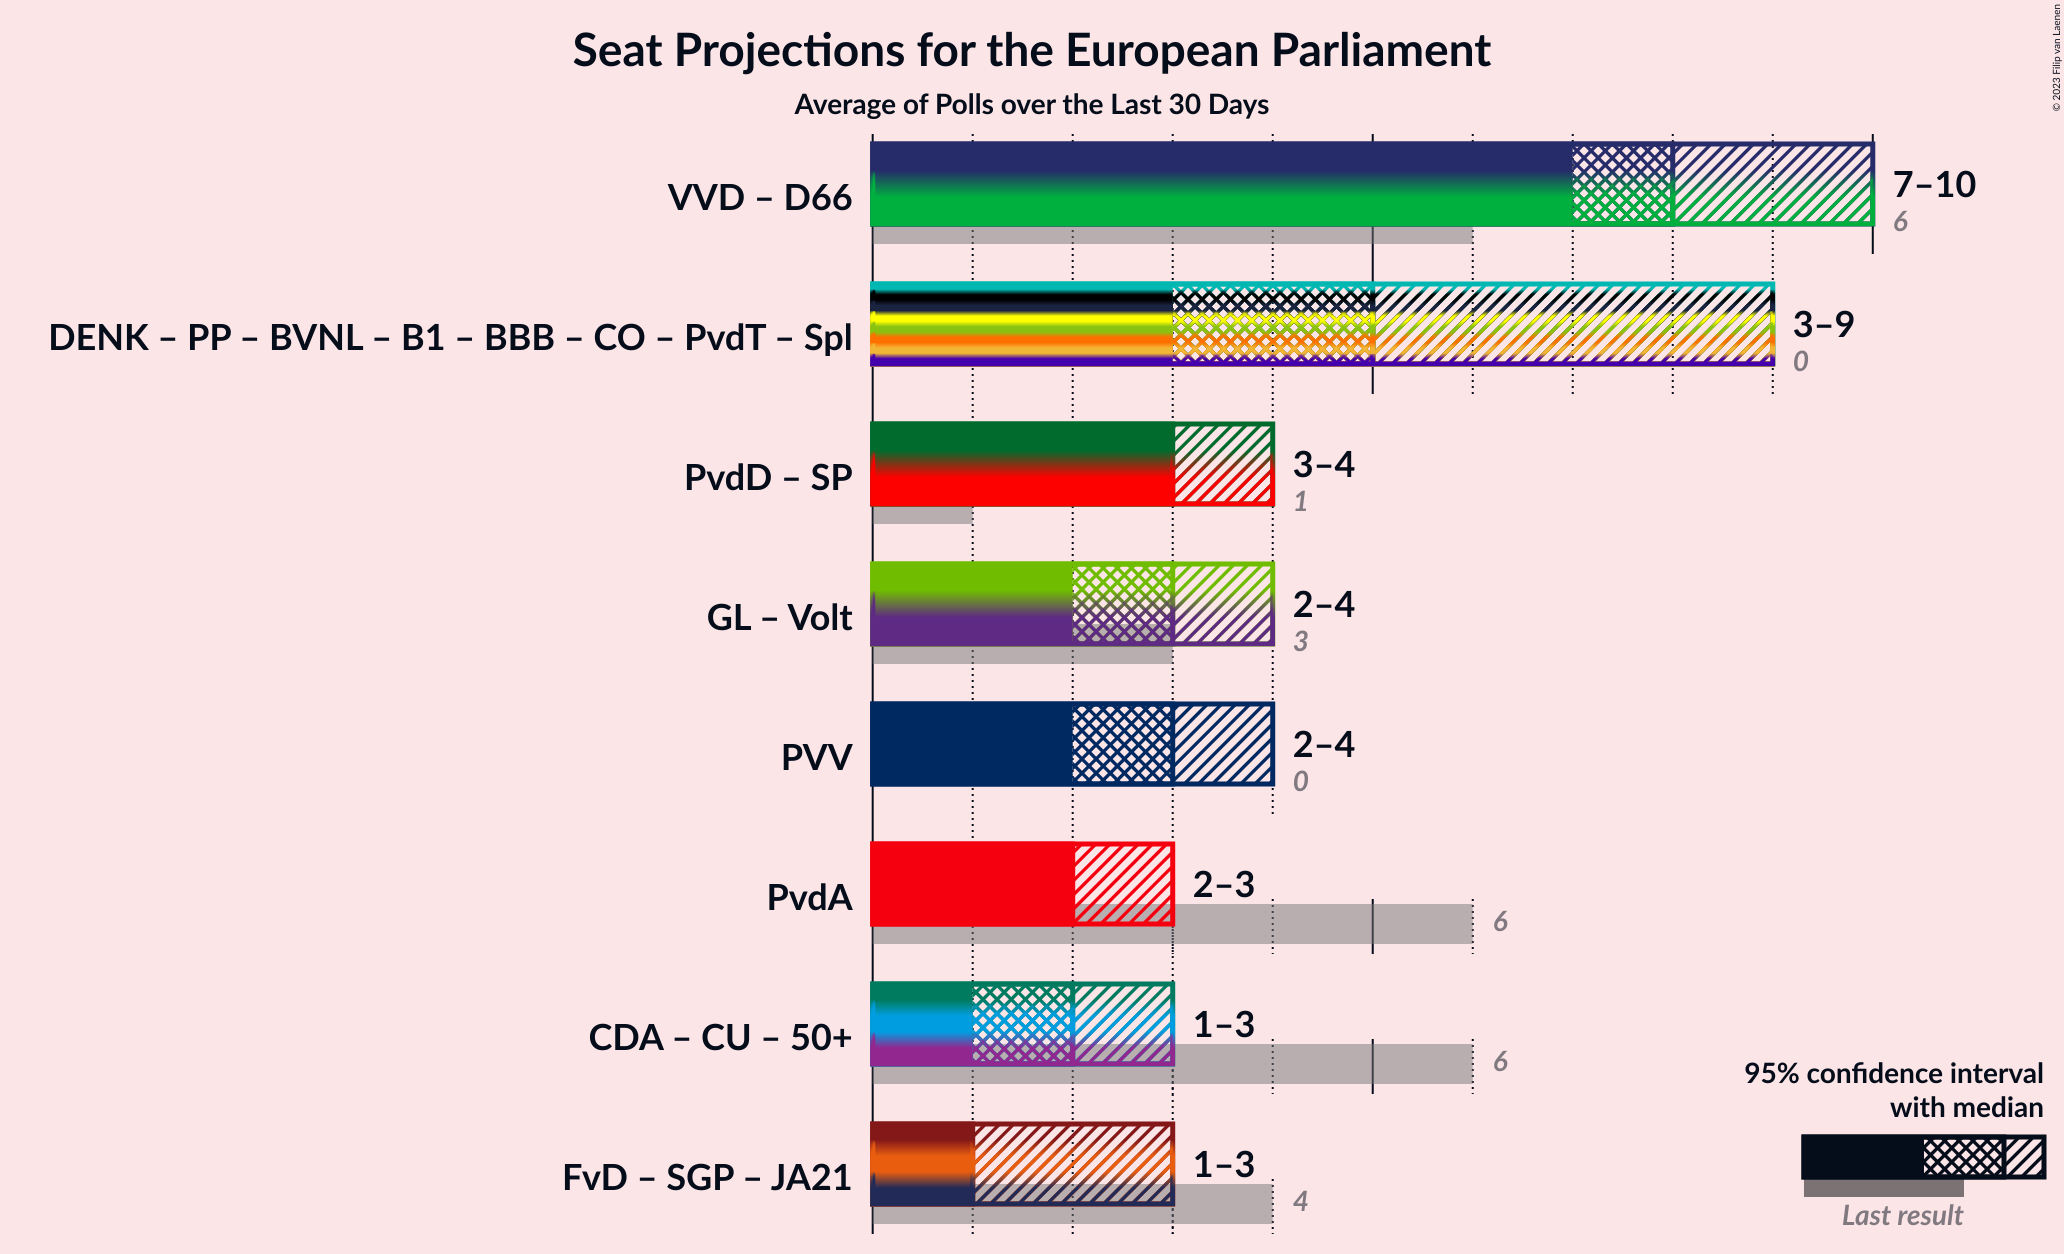 Seat Projections for the European Parliament
Average of Polls over the Last 30 Days
© 2023 Filip van Laenen
VVD – D66
7–10
6
DENK – PP – BVNL – B1 – BBB – CO – PvdT – Spl
3–9
0
PvdD – SP
3–4
1
GL – Volt
2–4
3
PVV
2–4
0
PvdA
2–3
6
CDA – CU – 50+
1–3
6
FvD – SGP – JA21
1–3
4
95% confidence interval
with median
Last result